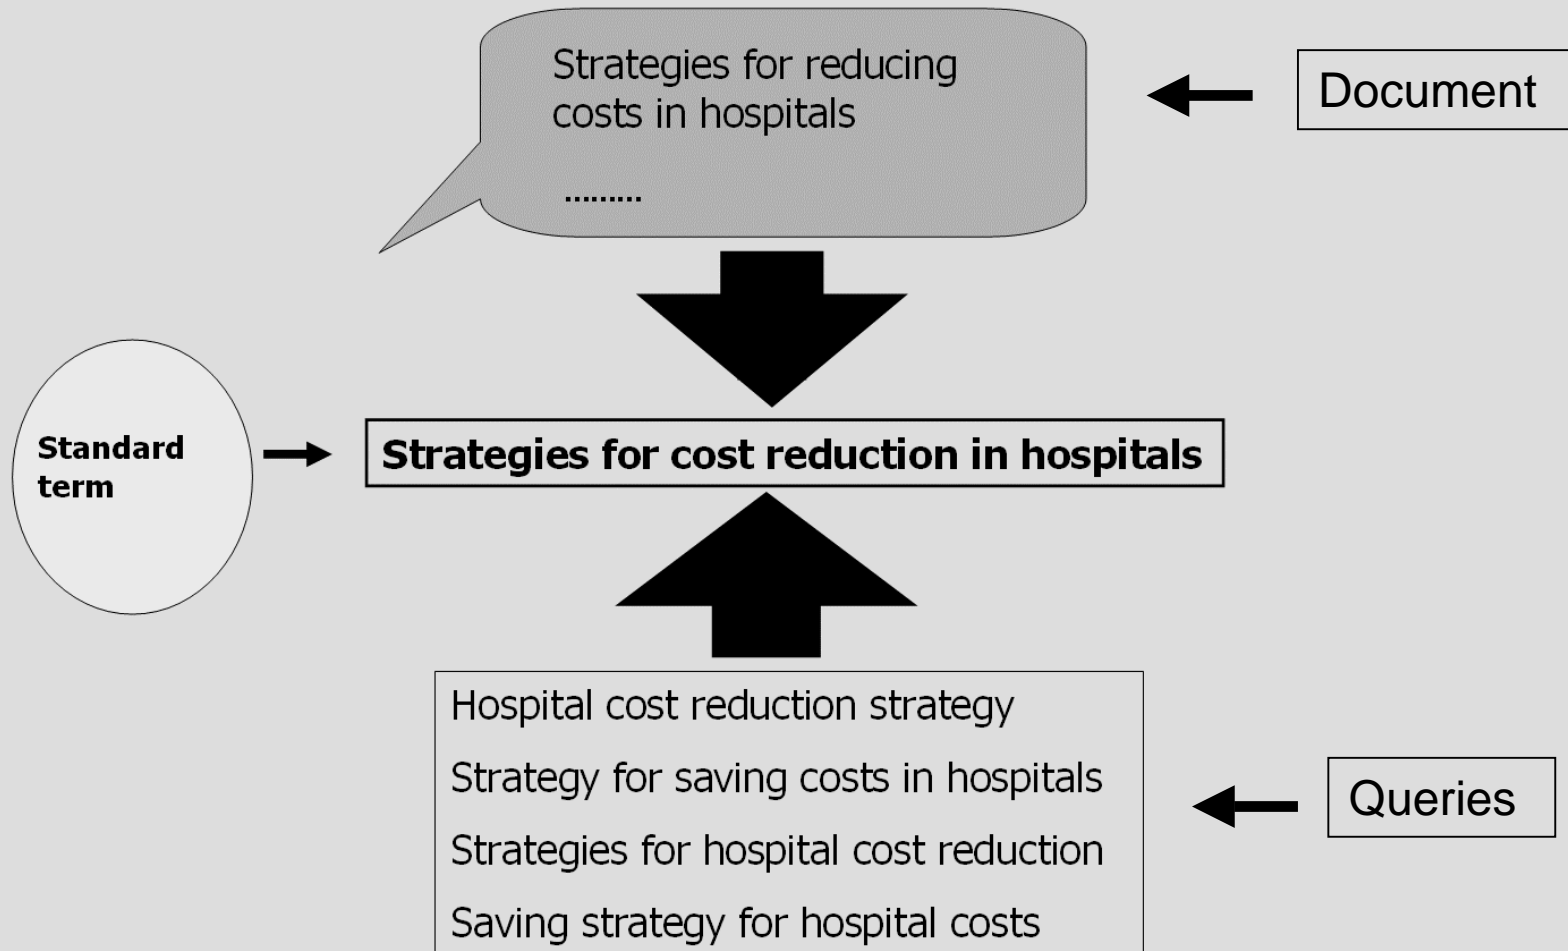 Strategies for reducing
costs in hospitals
.........
Document
Standard
term
Strategies for cost reduction in hospitals
Hospital cost reduction strategy
Strategy for saving costs in hospitals
Strategies for hospital cost reduction
Saving strategy for hospital costs
Queries